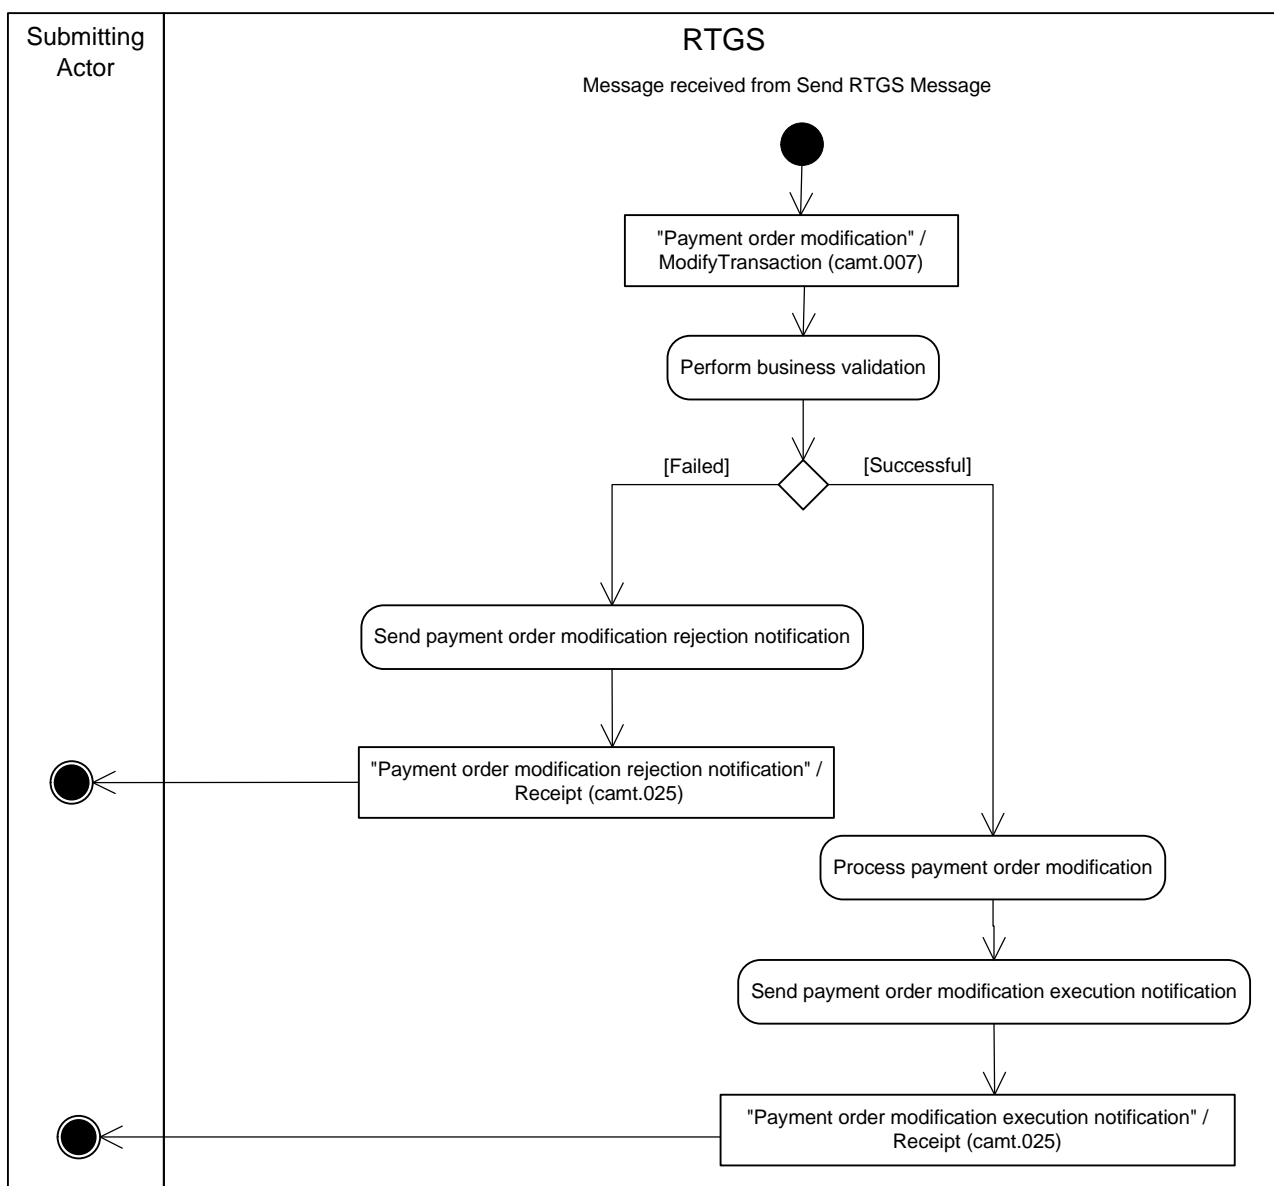 Submitting
Actor
RTGS
Message received from Send RTGS Message
"Payment order modification" /
ModifyTransaction (camt.007)
Perform business validation
[Failed]
[Successful]
Send payment order modification rejection notification
"Payment order modification rejection notification" /
Receipt (camt.025)
Process payment order modification
Send payment order modification execution notification
"Payment order modification execution notification" /
Receipt (camt.025)